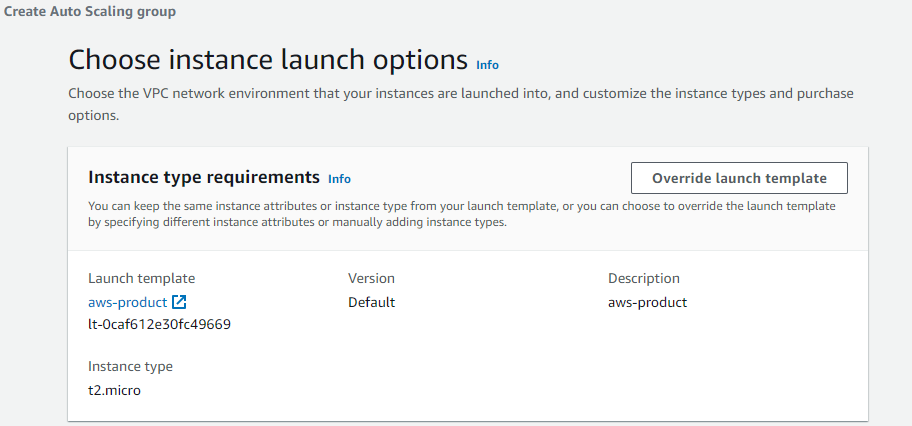 Create Auto Scaling group
Choose instance launch options Info
Choose the VPC network environment that your instances are launched into, and customize the instance types and purchase
options.
Instance type requirements Info
Override launch template
You can keep the same instance attributes or instance type from your launch template, or you can choose to override the launch template
by specifying different instance attributes or manually adding instance types.
Launch template
aws-product
lt-0caf612e30fc49669
Version
Default
Description
aws-product
Instance type
t2.micro